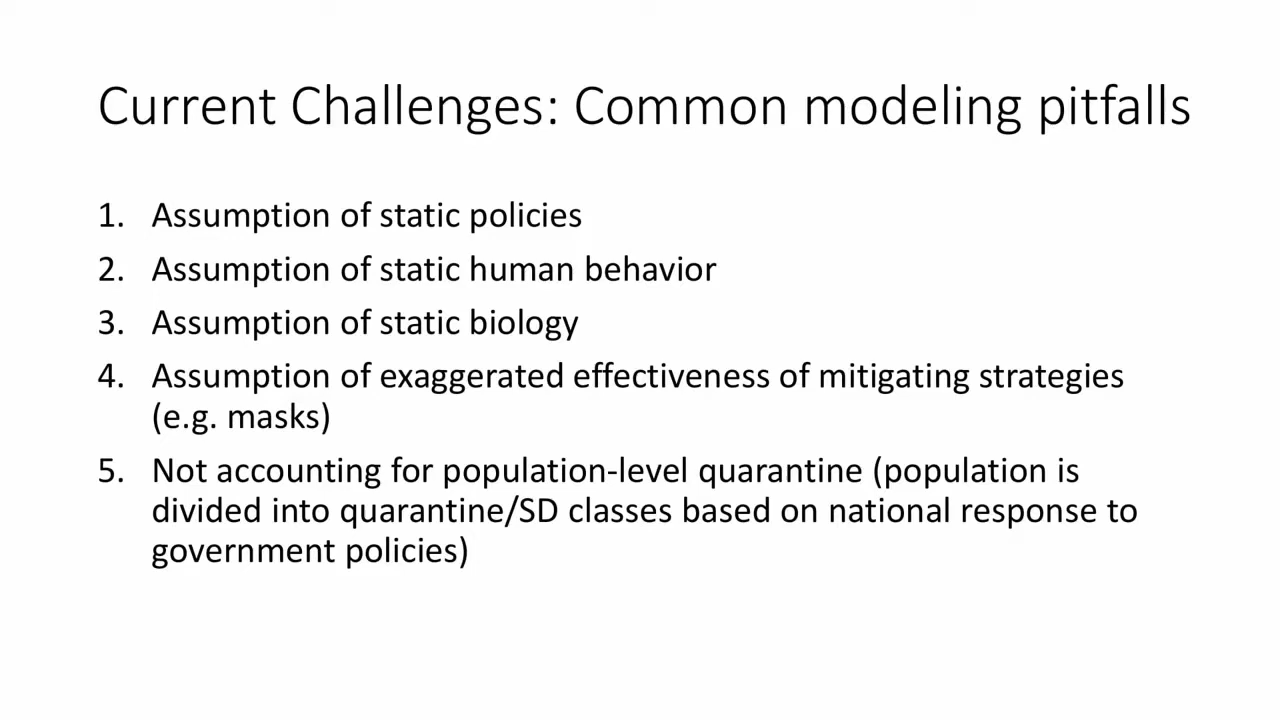 Current Challenges: Common modeling pitfalls
1. Assumption of static policies
2. Assumption of static human behavior
3. Assumption of static biology
4. Assumption of exaggerated effectiveness of mitigating strategies
(e.g. masks)
5. Not accounting for population-level quarantine (population is
divided into quarantine/SD classes based on national response to
government policies)